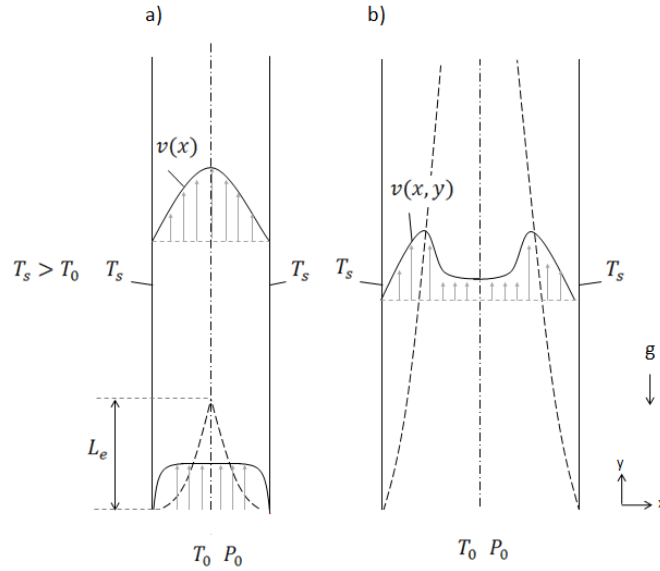 a)
b)
v(x)
v(x, y)
T_s > T_0
T_s
T_s
T_s
T_s
g
L_e
y
x
T_0 P_0
T_0 P_0